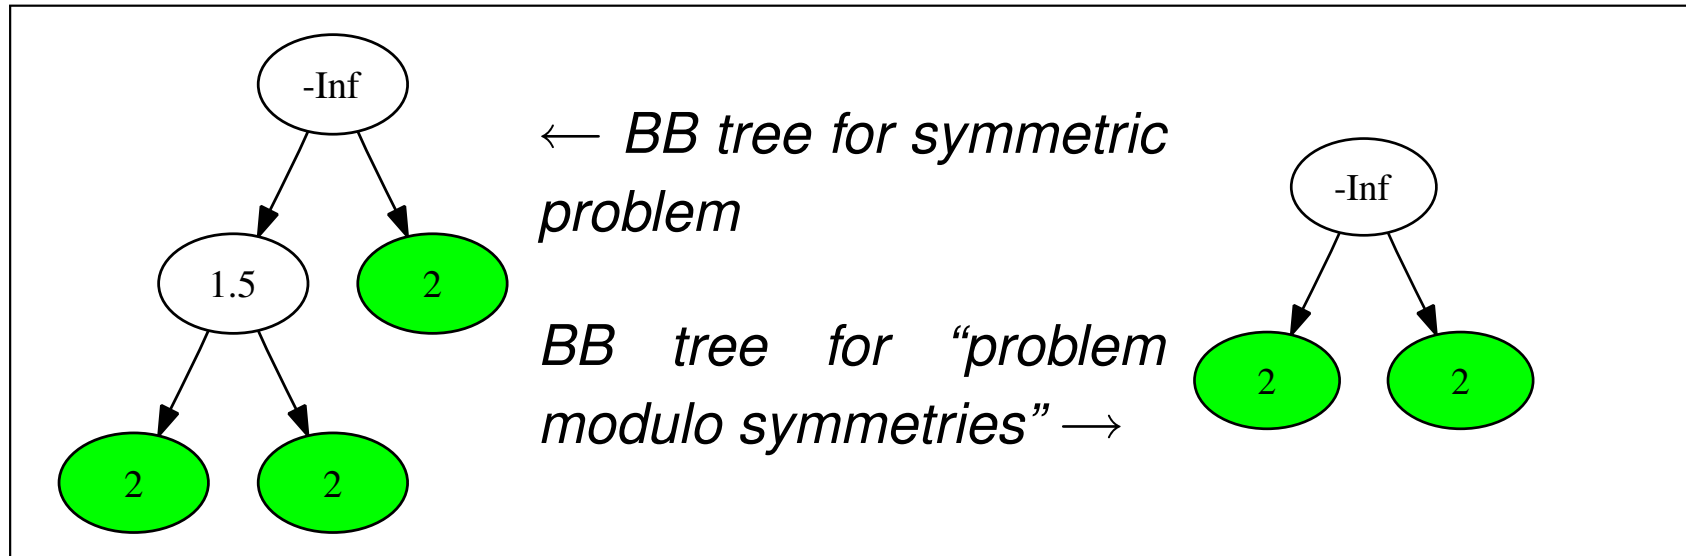 -Inf
1.5
2
2
2
← BB tree for symmetric
problem
BB tree for “problem
modulo symmetries” →
-Inf
2
2